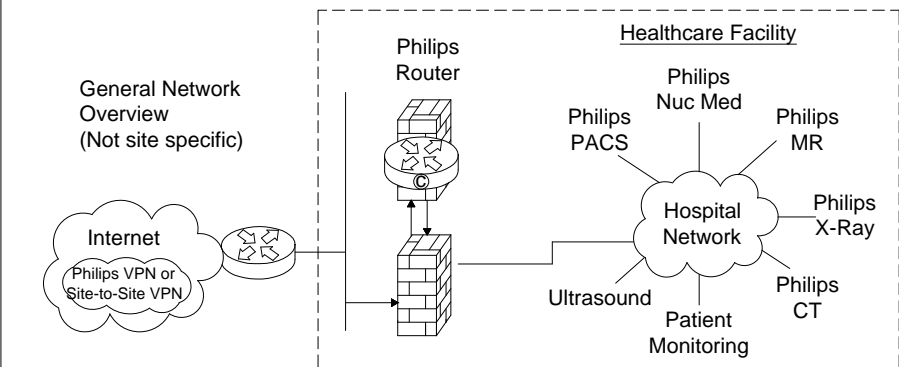 Healthcare Facility
General Network
Overview
(Not site specific)
Philips
Router
C
Internet
Philips VPN or
Site-to-Site VPN
Hospital
Network
Philips
PACS
Philips
Nuc Med
Philips
MR
Philips
X-Ray
Philips
CT
Patient
Monitoring
Ultrasound